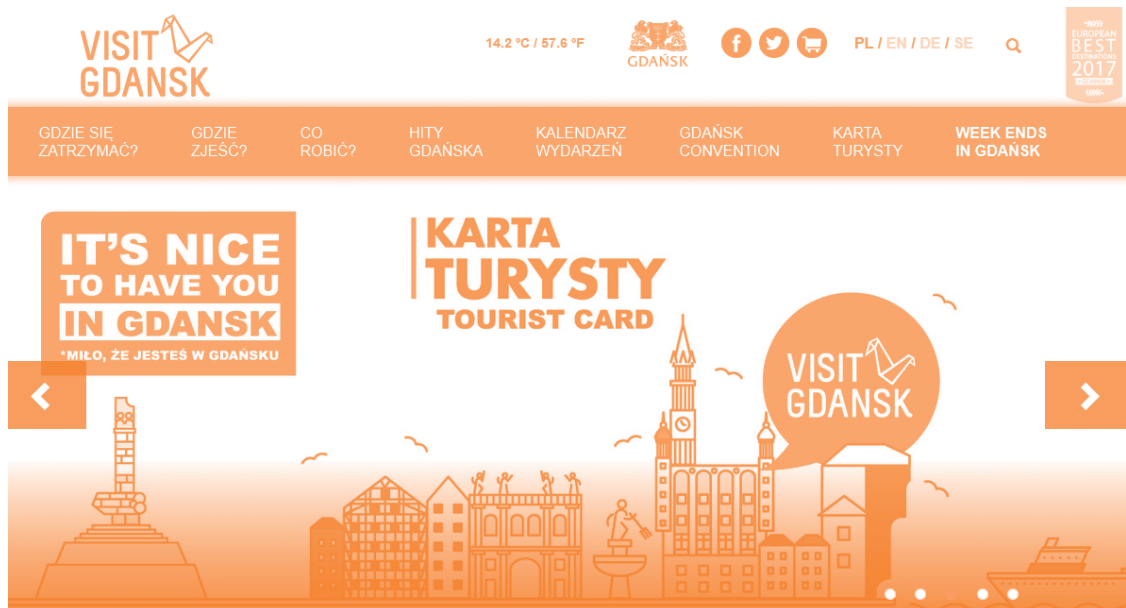 VISIT
GDANSK
14.2 ºC / 57.6 ºF
GDAŃSK
PL / EN / DE / SE
EUROPEAN
BEST
DESTINATIONS
2017
GDZIE SIĘ
ZATRZYMAĆ?
GDZIE
ZJEŚĆ?
CO
ROBIĆ?
HITY
GDAŃSKA
KALENDARZ
WYDARZEŃ
GDAŃSK
CONVENTION
KARTA
TURYSTY
WEEK ENDS
IN GDAŃSK
IT'S NICE
TO HAVE YOU
IN GDANSK
*MIŁO, ŻE JESTEŚ W GDAŃSKU
KARTA
TURYSTY
TOURIST CARD
VISIT
GDANSK